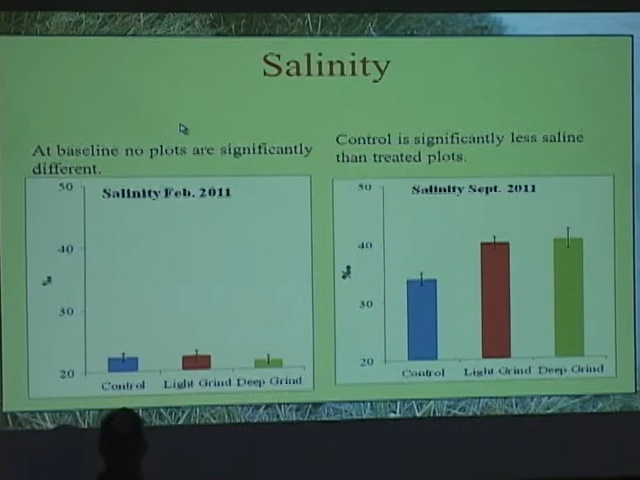 Salinity
At baseline no plots are significantly
different.
Salinity Feb. 2011
50
40
30
20
‰
Control Light Grind Deep Grind
Control is significantly less saline
than treated plots.
Salinity Sept. 2011
50
40
30
20
‰
Control Light Grind Deep Grind